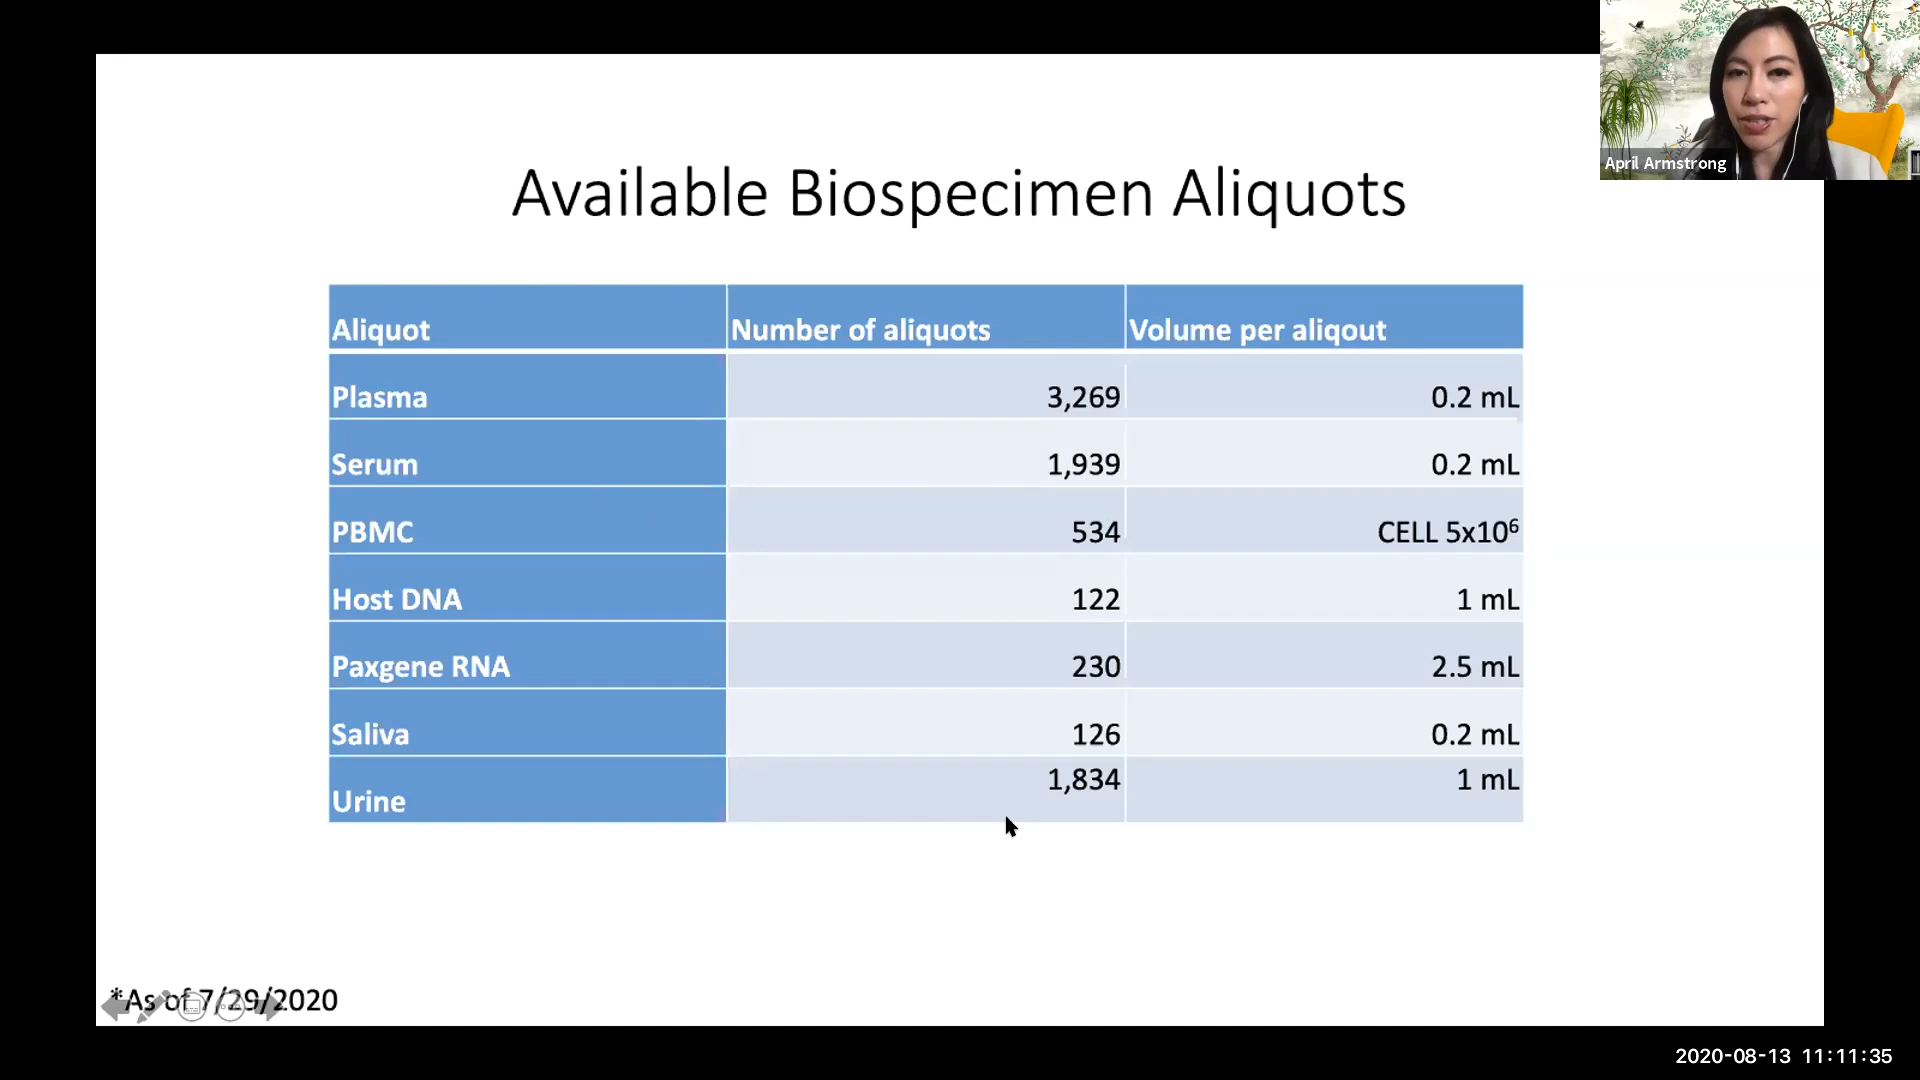 April Armstrong
Available Biospecimen Aliquots
Aliquot Number of aliquots Volume per aliqout
Plasma 3,269 0.2 mL
Serum 1,939 0.2 mL
PBMC 534 CELL 5x10⁶
Host DNA 122 1 mL
Paxgene RNA 230 2.5 mL
Saliva 126 0.2 mL
Urine 1,834 1 mL
*As of 7/29/2020
2020-08-13 11:11:35